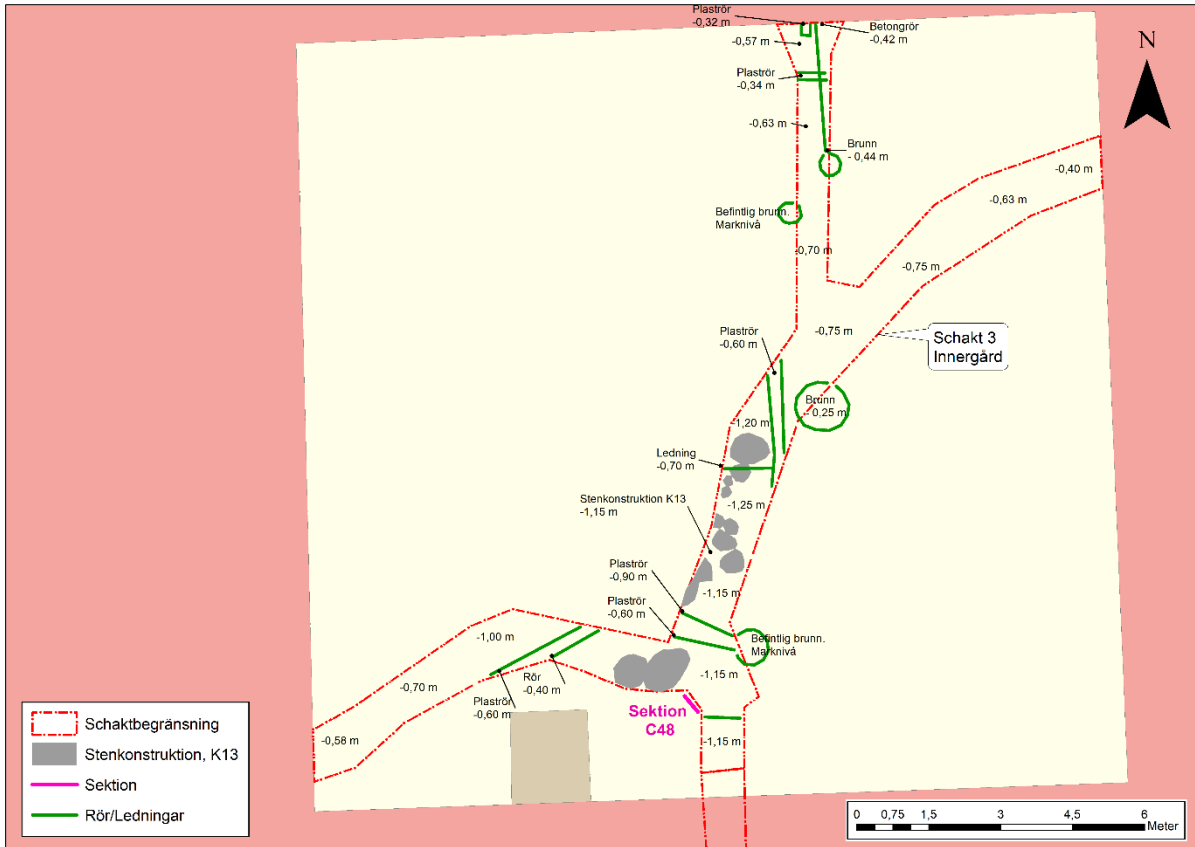 Plaströr
-0,32 m
Betongrör
-0,42 m
-0,57 m
N
Plaströr
-0,34 m
-0,63 m
Brunn
- 0,44 m
-0,40 m
-0,63 m
Befintlig brunn.
Marknivå
-0,70 m
-0,75 m
-0,75 m
Plaströr
-0,60 m
Schakt 3
Innergård
Brunn
- 0,25 m
-1,20 m
Ledning
-0,70 m
-1,25 m
Stenkonstruktion K13
-1,15 m
Plaströr
-0,90 m
-1,15 m
Plaströr
-0,60 m
Befintlig brunn.
Marknivå
-1,00 m
-1,15 m
Rör
-0,40 m
-0,70 m
Plaströr
-0,60 m
Sektion
C48
-0,58 m
-1,15 m
Schaktbegränsning
Stenkonstruktion, K13
Sektion
Rör/Ledningar
0 0,75 1,5 3 4,5 6
Meter